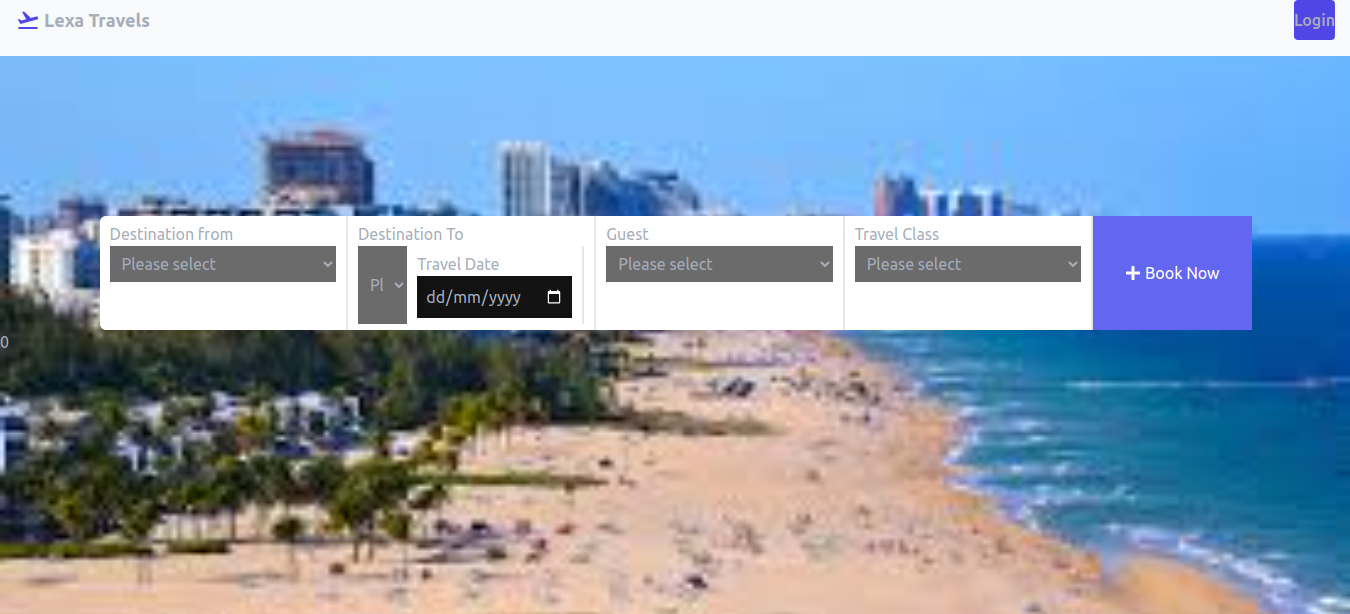 Lexa Travels
Login
Destination from
Please select
Destination To
Pl
Travel Date
dd/mm/yyyy
Guest
Please select
Travel Class
Please select
Book Now
0